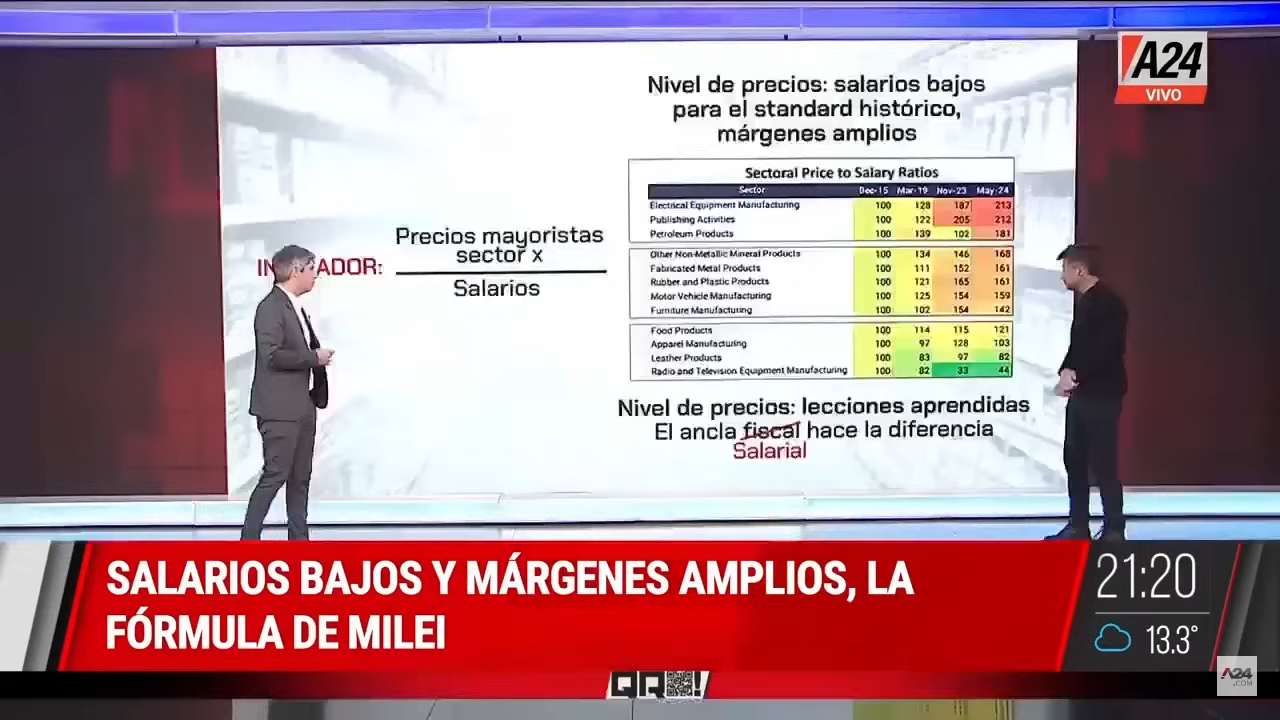 A24
VIVO
Nivel de precios: salarios bajos
para el standard histórico,
márgenes amplios
Sectoral Price to Salary Ratios
Sector Dec-15 Mar-19 Nov-23 May-24
Electrical Equipment Manufacturing 100 128 187 213
Publishing Activities 100 122 205 212
Petroleum Products 100 139 102 181
Other Non-Metallic Mineral Products 100 134 146 168
Fabricated Metal Products 100 111 152 161
Rubber and Plastic Products 100 121 165 161
Motor Vehicle Manufacturing 100 125 154 159
Furniture Manufacturing 100 102 154 142
Food Products 100 114 115 121
Apparel Manufacturing 100 97 128 103
Leather Products 100 83 97 82
Radio and Television Equipment Manufacturing 100 82 33 44
Precios mayoristas
sector x
Salarios
Nivel de precios: lecciones aprendidas
El ancla fiscal hace la diferencia
Salarial
SALARIOS BAJOS Y MÁRGENES AMPLIOS, LA
FÓRMULA DE MILEI
21:20
13.3°
QR!
A24
.COM